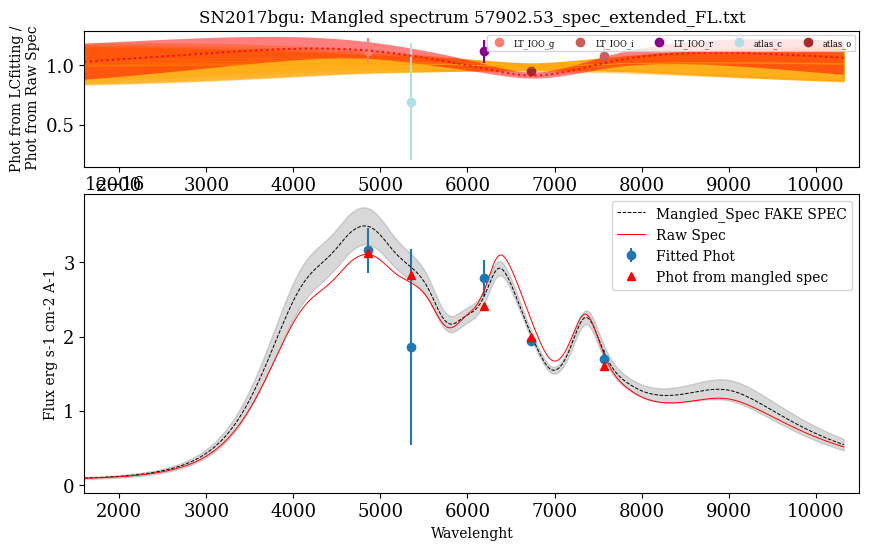 SN2017bgu: Mangled spectrum 57902.53_spec_extended_FL.txt
Phot from LCfitting /
Phot from Raw Spec
1.0
0.5
LT_IOO_g LT_IOO_i LT_IOO_r atlas_c atlas_o
2000 3000 4000 5000 6000 7000 8000 9000 10000
1e−16
Flux erg s-1 cm-2 A-1
3
2
1
0
Mangled_Spec FAKE SPEC
Raw Spec
Fitted Phot
Phot from mangled spec
2000 3000 4000 5000 6000 7000 8000 9000 10000
Wavelenght